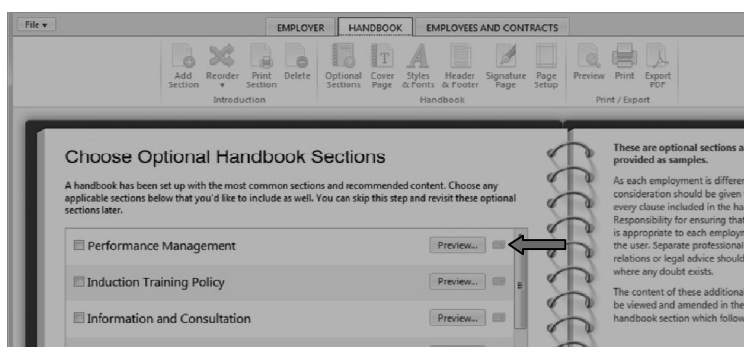 File
EMPLOYER HANDBOOK EMPLOYEES AND CONTRACTS
Add Section Reorder Print Section Delete Optional Sections Cover Page Styles & Fonts Header & Footer Signature Page Page Setup Preview Print Export PDF
Introduction Handbook Print / Export
Choose Optional Handbook Sections
A handbook has been set up with the most common sections and recommended content. Choose any
applicable sections below that you'd like to include as well. You can skip this step and revisit these optional
sections later.
Performance Management Preview...
Induction Training Policy Preview...
Information and Consultation Preview...
These are optional sections a
provided as samples.
As each employment is differe
consideration should be given
every clause included in the ha
Responsibility for ensuring that
is appropriate to each employm
the user. Separate professional
relations or legal advice should
where any doubt exists.
The content of these additiona
be viewed and amended in the
handbook section which follow